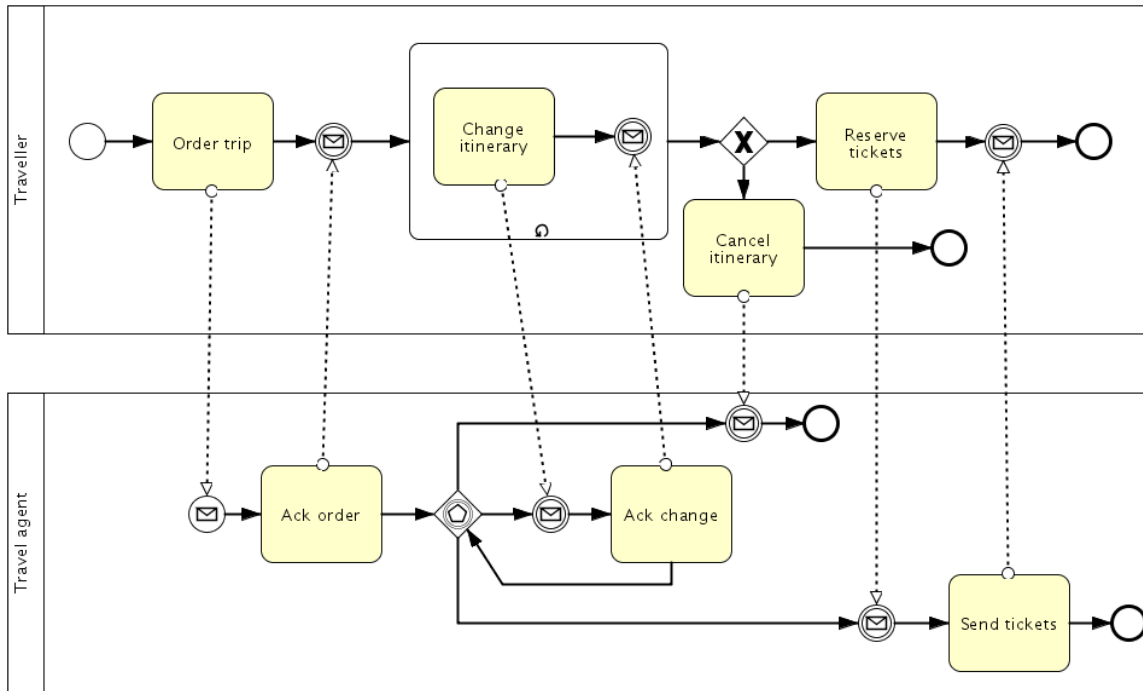 Traveller
Order trip
Change
itinerary
Reserve
tickets
Cancel
itinerary
Travel agent
Ack order
Ack change
Send tickets